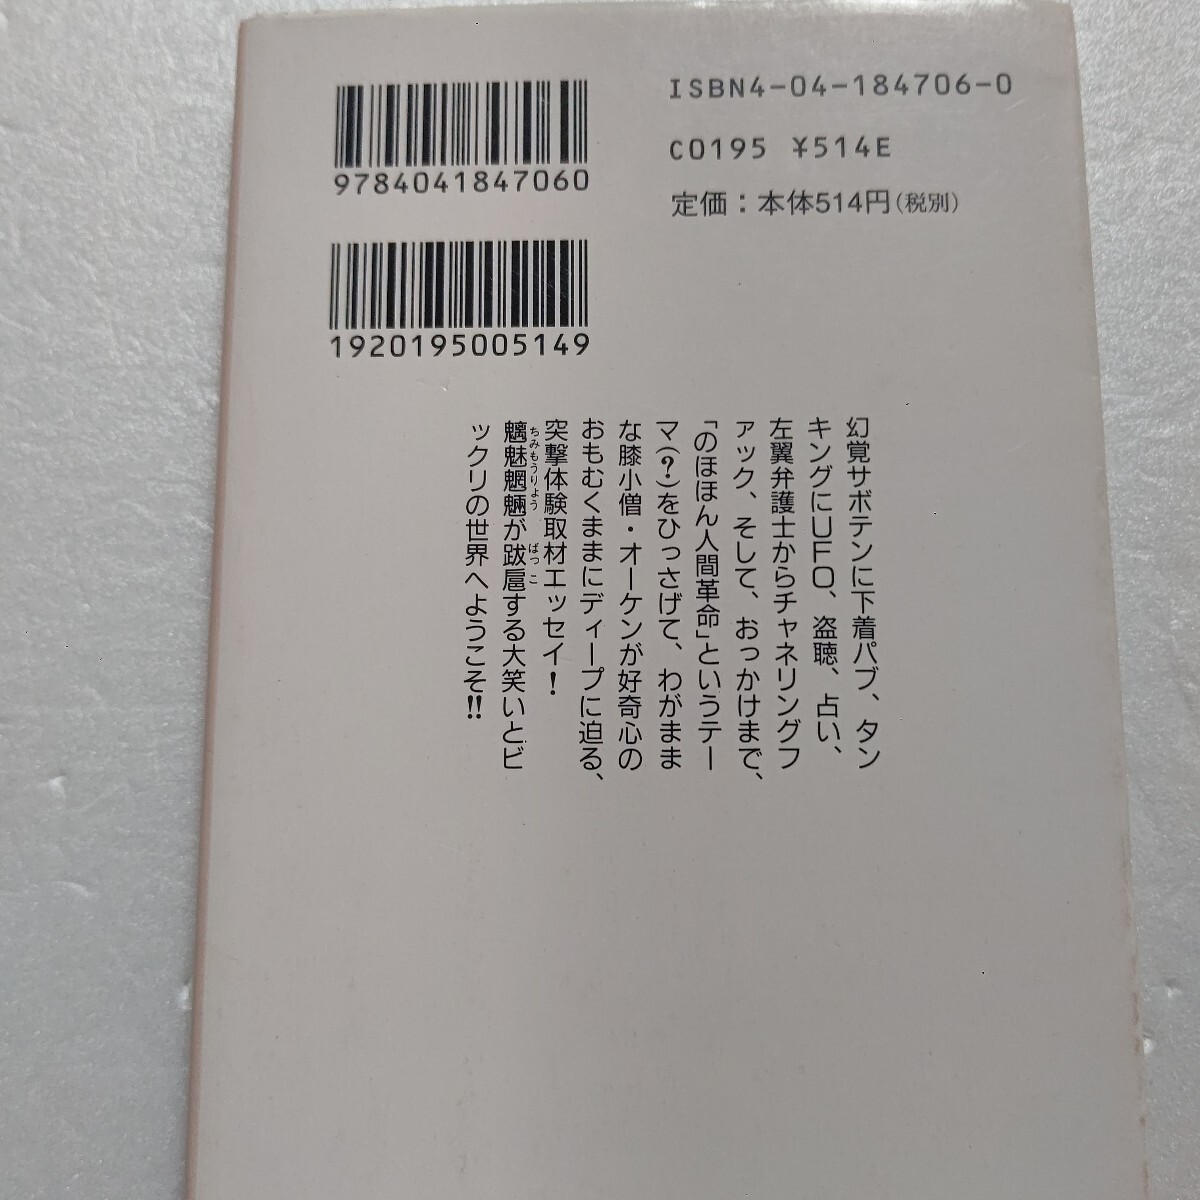 ISBN4-04-184706-0
C0195 ¥514E
定価：本体514円(税別)
9784041847060
1920195005149
幻覚サボテンに下着パブ、タン
キングにUFO、盗聴、占い、
左翼弁護士からチャネリングフ
ァック、そして、おっかけまで、
「のほほん人間革命」というテー
マ(?)をひっさげて、わがまま
な膝小僧・オーケンが好奇心の
おもむくままにディープに迫る、
突撃体験取材エッセイ！
魑魅魍魎が跋扈する大笑いとビ
ちみもうりょう ばっこ
ックリの世界へようこそ!!